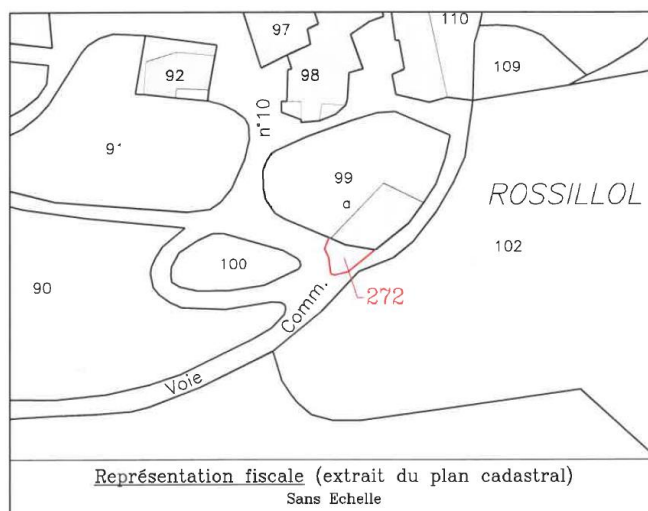 97
110
92
98
109
n°10
91
99
a
ROSSILLOL
102
100
272
90
Comm.
Voie
Représentation fiscale (extrait du plan cadastral)
Sans Echelle